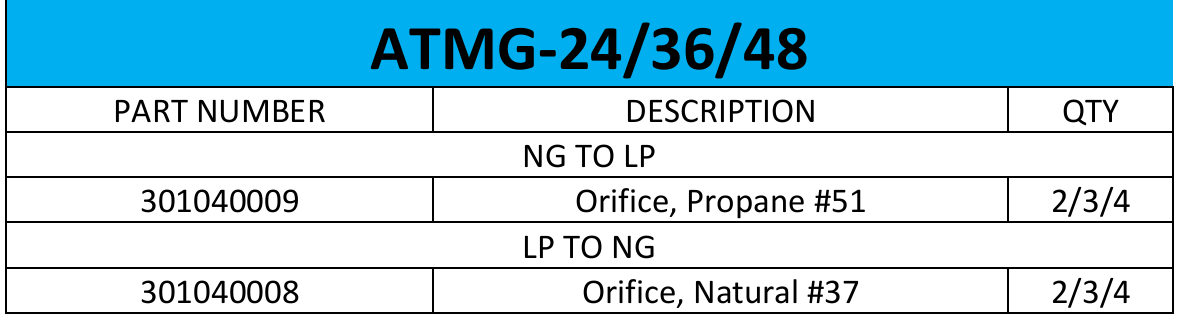 ATMG-24/36/48
PART NUMBER DESCRIPTION QTY
NG TO LP
301040009 Orifice, Propane #51 2/3/4
LP TO NG
301040008 Orifice, Natural #37 2/3/4